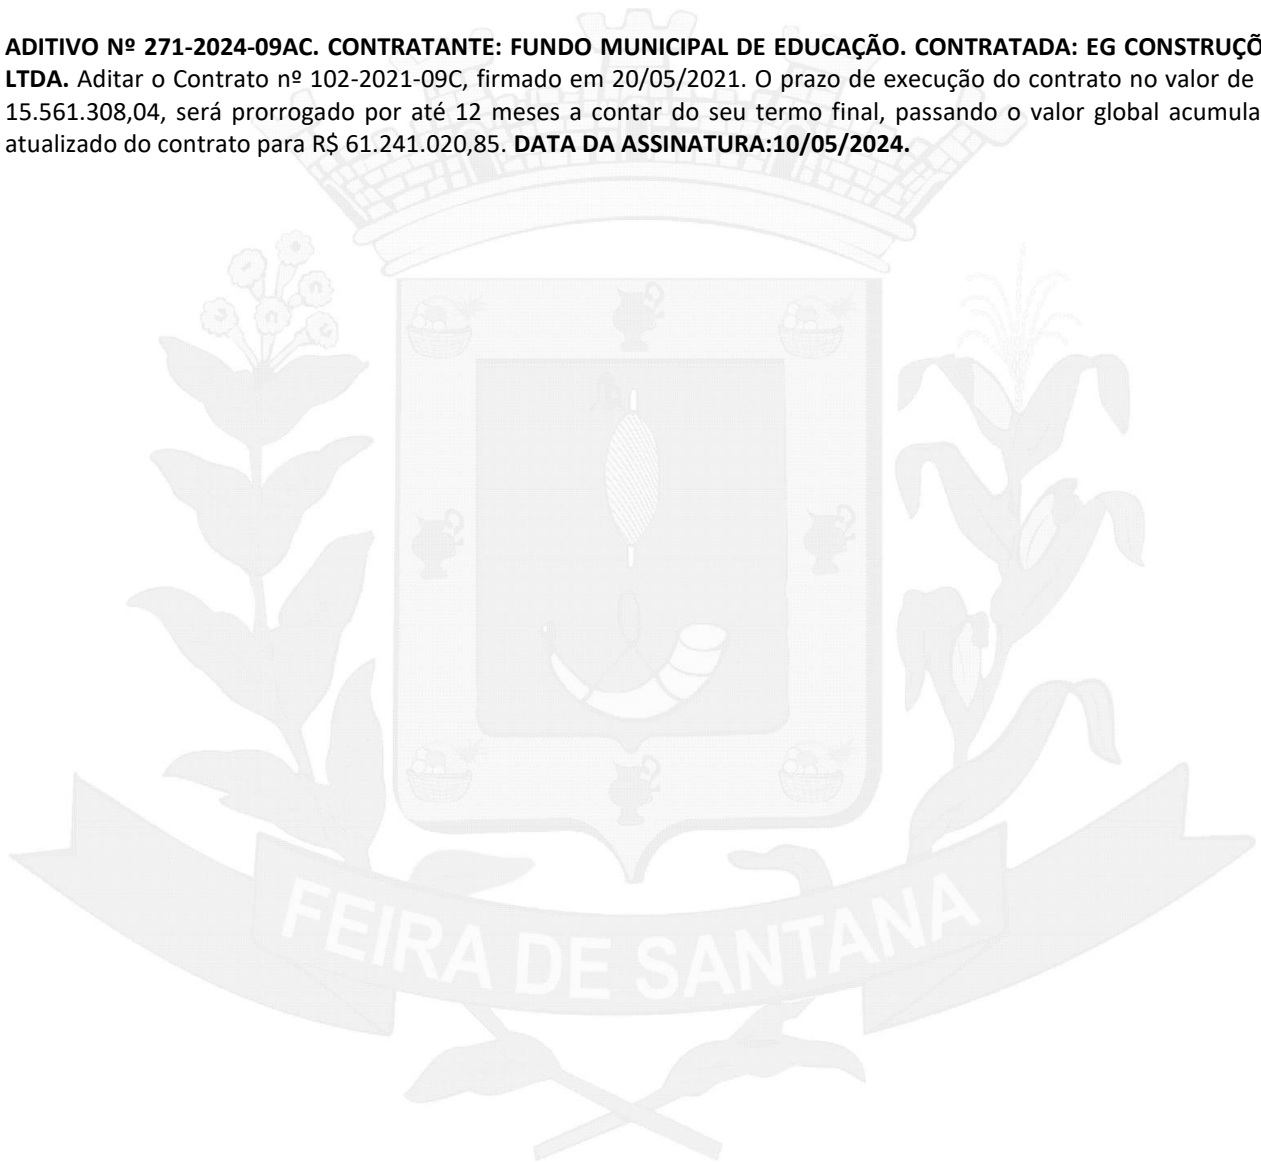 ADITIVO Nº 271-2024-09AC. CONTRATANTE: FUNDO MUNICIPAL DE EDUCAÇÃO. CONTRATADA: EG CONSTRUÇÕ
LTDA. Aditar o Contrato nº 102-2021-09C, firmado em 20/05/2021. O prazo de execução do contrato no valor de
15.561.308,04, será prorrogado por até 12 meses a contar do seu termo final, passando o valor global acumula
atualizado do contrato para R$ 61.241.020,85. DATA DA ASSINATURA:10/05/2024.
FEIRA DE SANTANA